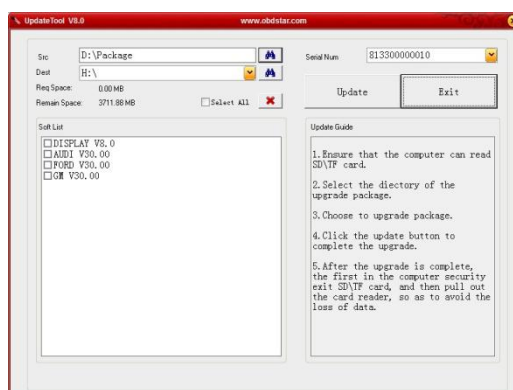 UpdateTool V8.0
www.obdstar.com
Src
D:\Package
Serial Num
813300000010
Dest
H:\
Req Space:
0.00 MB
Remain Space:
3711.88 MB
Select All
Update
Exit
Soft List
DISPLAY V8.0
AUDI V30.00
FORD V30.00
GM V30.00
Update Guide
1.Ensure that the computer can read
SD\TF card.
2.Select the diectory of the
upgrade package.
3.Choose to upgrade package.
4.Click the update button to
complete the upgrade.
5.After the upgrade is complete,
the first in the computer security
exit SD\TF card, and then pull out
the card reader, so as to avoid the
loss of data.